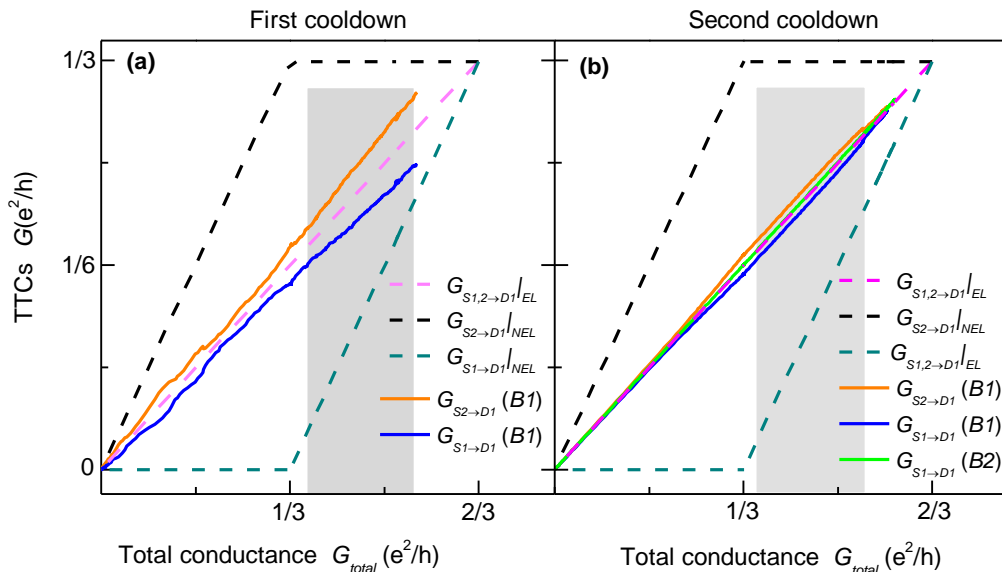 First cooldown
Second cooldown
TTCs G(e²/h)
1/3
1/6
0
(a)
G_{S1,2→D1}|_{EL}
G_{S2→D1}|_{NEL}
G_{S1→D1}|_{NEL}
G_{S2→D1} (B1)
G_{S1→D1} (B1)
1/3
2/3
Total conductance G_{total} (e²/h)
(b)
G_{S1,2→D1}|_{EL}
G_{S2→D1}|_{NEL}
G_{S1,2→D1}|_{EL}
G_{S2→D1} (B1)
G_{S1→D1} (B1)
G_{S1→D1} (B2)
1/3
2/3
Total conductance G_{total} (e²/h)